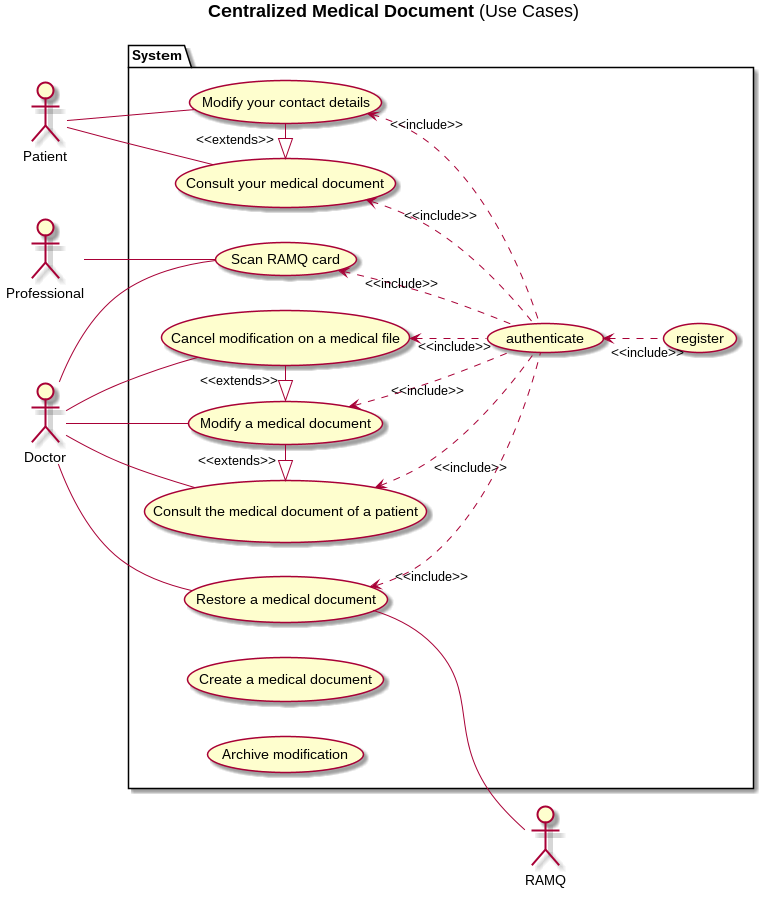 Centralized Medical Document (Use Cases)
System
Modify your contact details
<<include>>
<<extends>>
Patient
Consult your medical document
<<include>>
Scan RAMQ card
Professional
<<include>>
Cancel modification on a medical file
authenticate
register
<<include>>
<<include>>
<<extends>>
<<include>>
Modify a medical document
Doctor
<<extends>>
<<include>>
Consult the medical document of a patient
<<include>>
Restore a medical document
Create a medical document
Archive modification
RAMQ